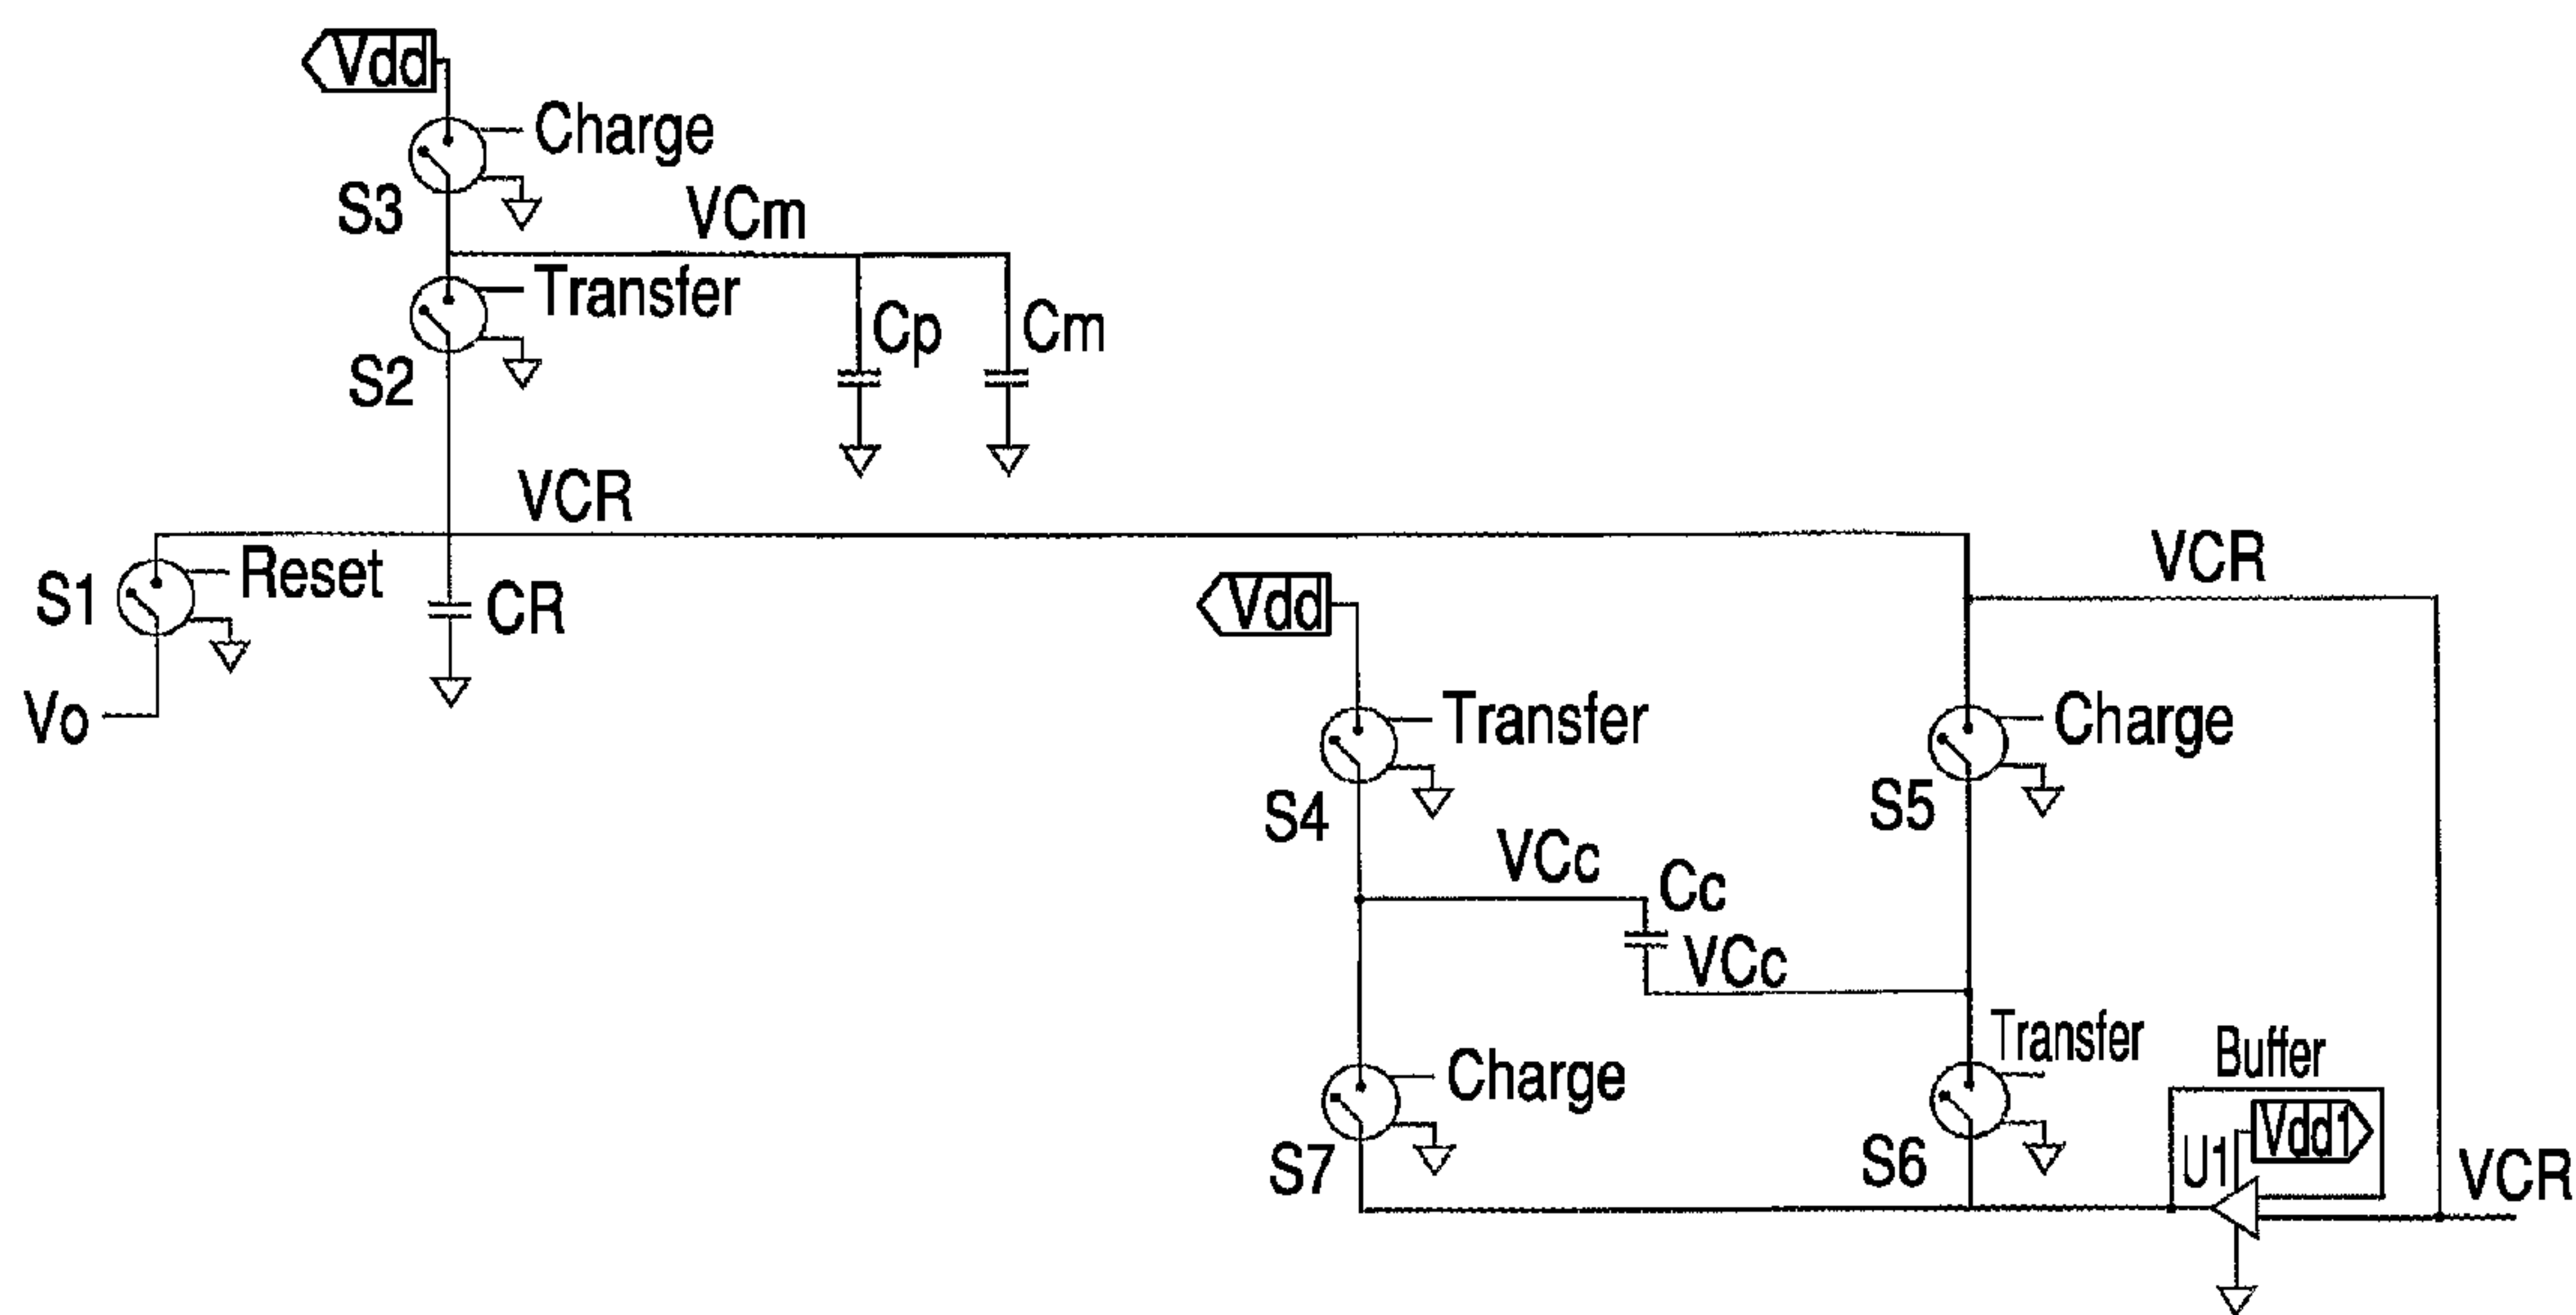 Vdd
Charge
S3
VCm
Transfer
S2
Cp
Cm
VCR
S1
Reset
CR
Vo
VCR
Vdd
Transfer
Charge
S4
S5
VCc
Cc
VCc
Transfer
Buffer
Charge
Vdd1
U1
S7
S6
VCR